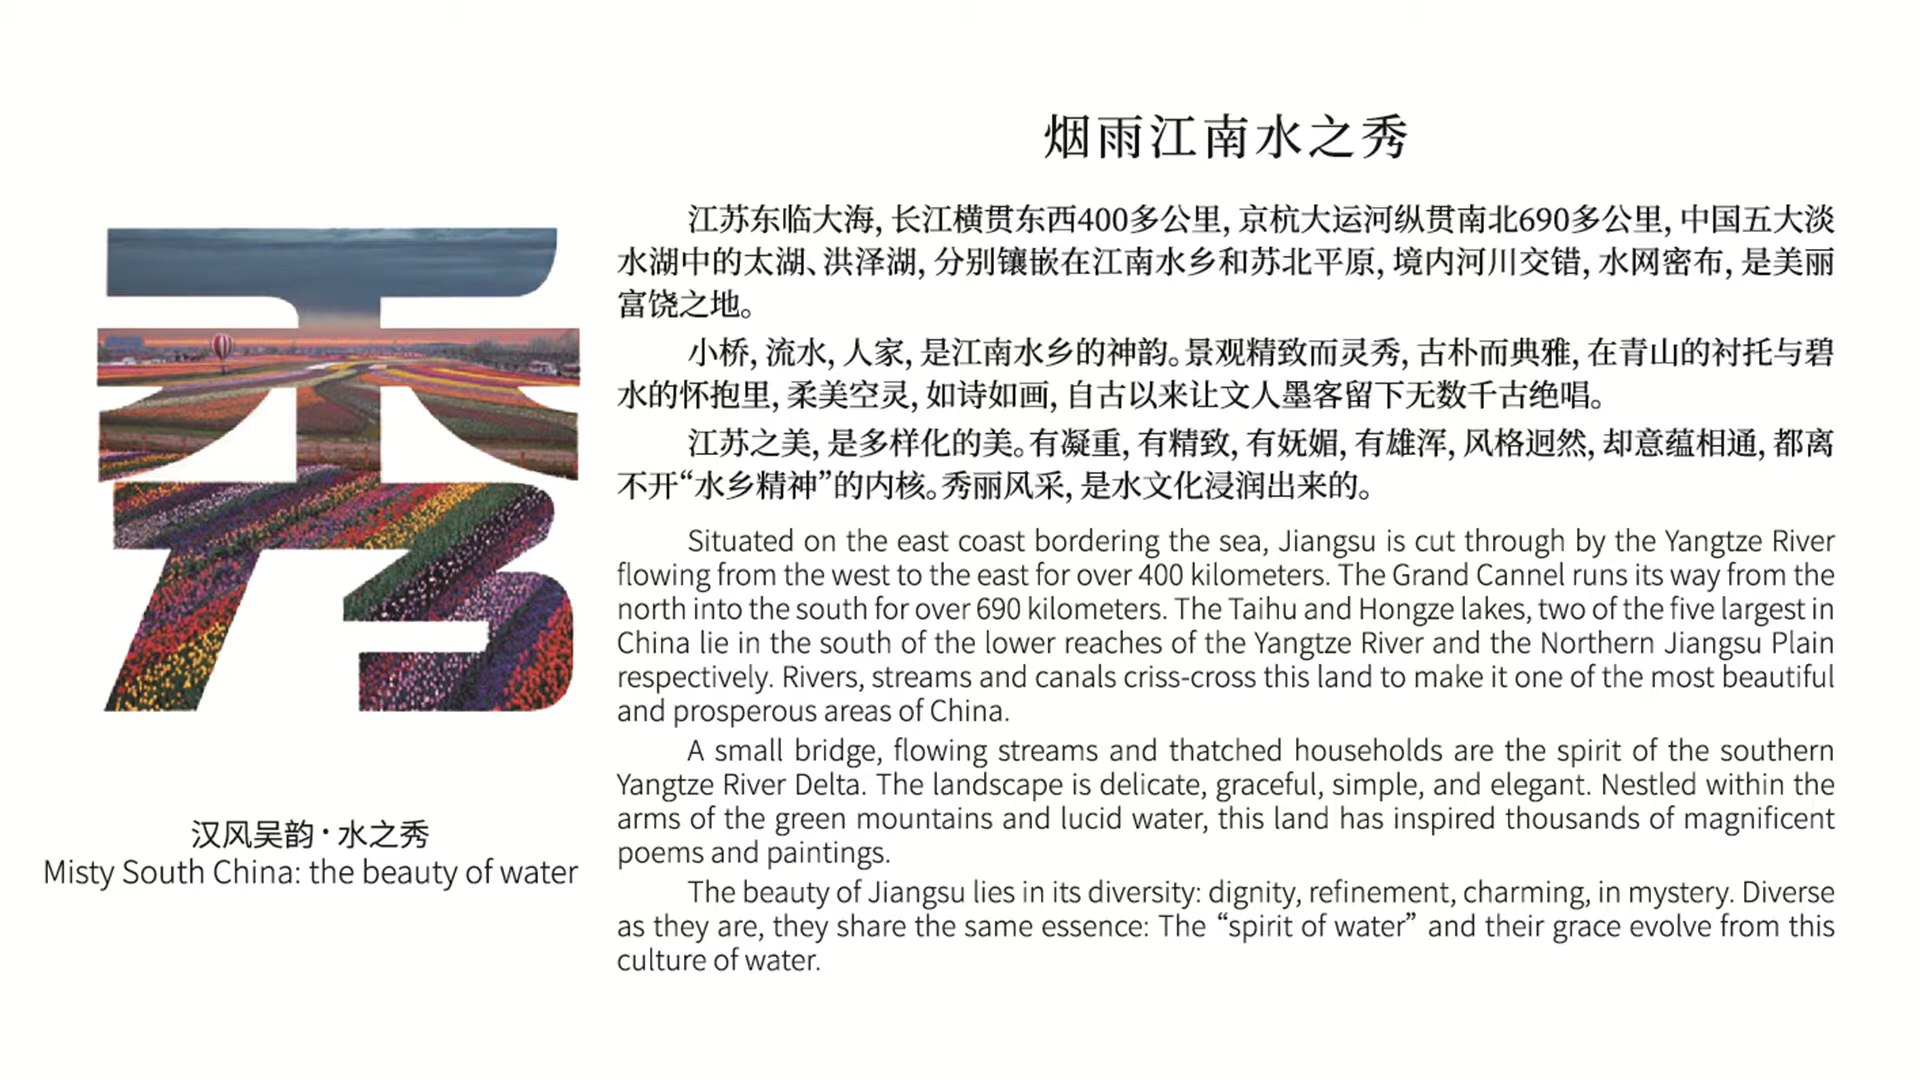 秀
汉风吴韵·水之秀
Misty South China: the beauty of water
烟雨江南水之秀
江苏东临大海, 长江横贯东西400多公里, 京杭大运河纵贯南北690多公里, 中国五大淡
水湖中的太湖、洪泽湖, 分别镶嵌在江南水乡和苏北平原, 境内河川交错, 水网密布, 是美丽
富饶之地。
小桥, 流水, 人家, 是江南水乡的神韵。景观精致而灵秀, 古朴而典雅, 在青山的衬托与碧
水的怀抱里, 柔美空灵, 如诗如画, 自古以来让文人墨客留下无数千古绝唱。
江苏之美, 是多样化的美。有凝重, 有精致, 有妩媚, 有雄浑, 风格迥然, 却意蕴相通, 都离
不开“水乡精神”的内核。秀丽风采, 是水文化浸润出来的。
Situated on the east coast bordering the sea, Jiangsu is cut through by the Yangtze River
flowing from the west to the east for over 400 kilometers. The Grand Cannel runs its way from the
north into the south for over 690 kilometers. The Taihu and Hongze lakes, two of the five largest in
China lie in the south of the lower reaches of the Yangtze River and the Northern Jiangsu Plain
respectively. Rivers, streams and canals criss-cross this land to make it one of the most beautiful
and prosperous areas of China.
A small bridge, flowing streams and thatched households are the spirit of the southern
Yangtze River Delta. The landscape is delicate, graceful, simple, and elegant. Nestled within the
arms of the green mountains and lucid water, this land has inspired thousands of magnificent
poems and paintings.
The beauty of Jiangsu lies in its diversity: dignity, refinement, charming, in mystery. Diverse
as they are, they share the same essence: The “spirit of water” and their grace evolve from this
culture of water.